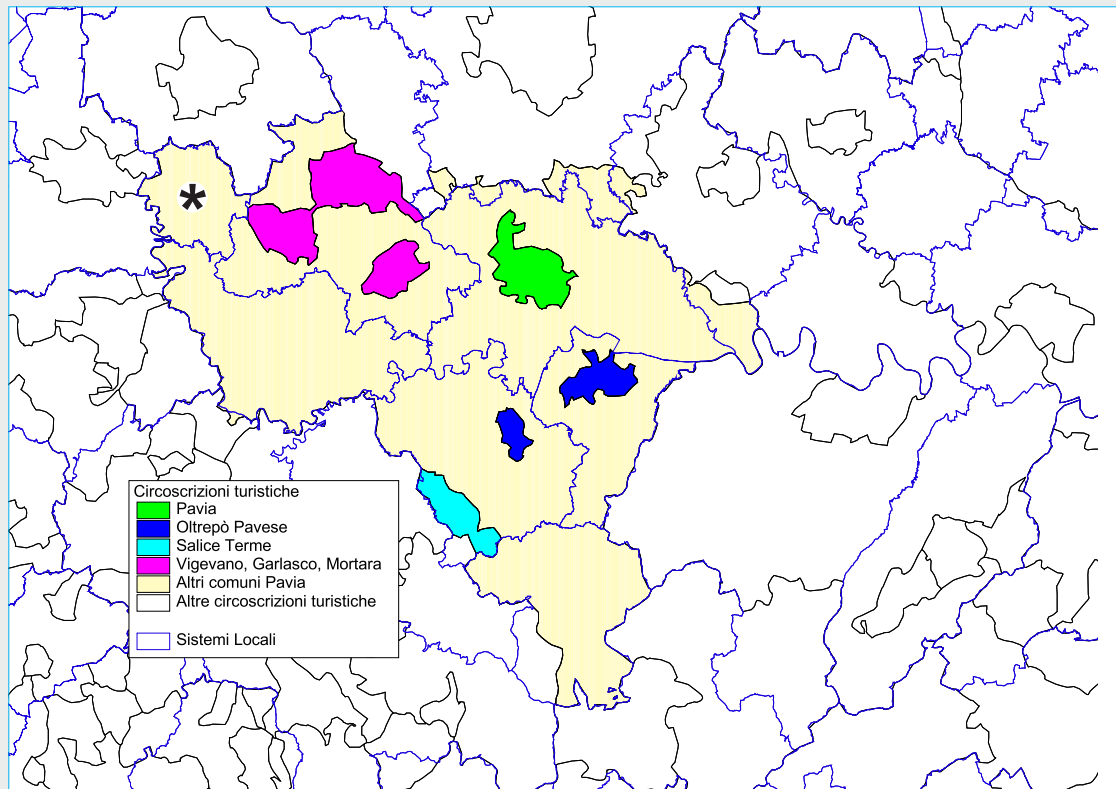 *
Circoscrizioni turistiche
Pavia
Oltrepò Pavese
Salice Terme
Vigevano, Garlasco, Mortara
Altri comuni Pavia
Altre circoscrizioni turistiche
Sistemi Locali